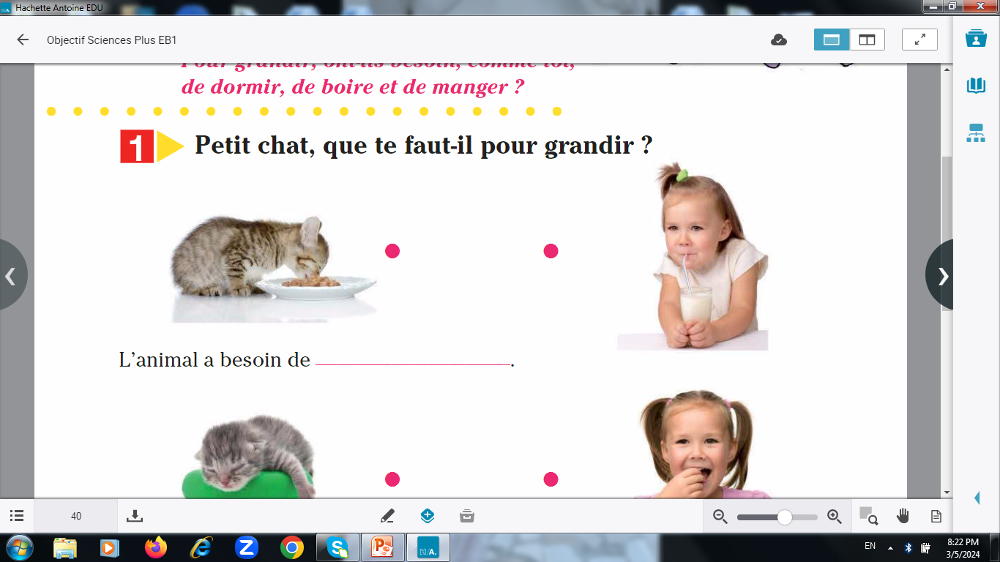 Hachette Antoine EDU
Objectif Sciences Plus EB1
Pour grandir, ont-ils besoin, comme toi,
de dormir, de boire et de manger ?
1 Petit chat, que te faut-il pour grandir ?
L'animal a besoin de .
40
EN
8:22 PM
3/5/2024